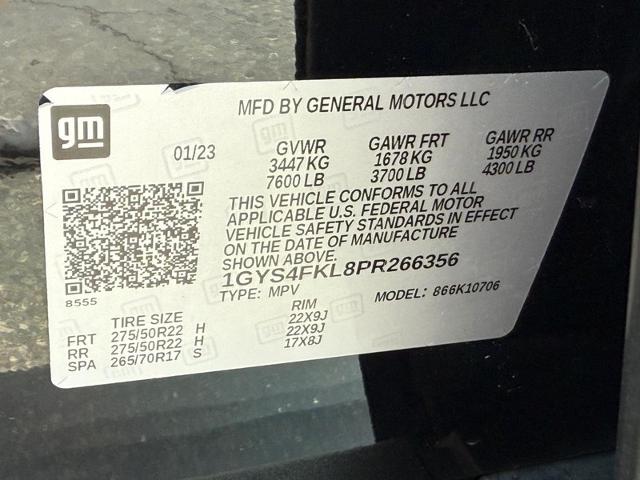 gm
MFD BY GENERAL MOTORS LLC
01/23 GVWR GAWR FRT GAWR RR
3447 KG 1678 KG 1950 KG
7600 LB 3700 LB 4300 LB
THIS VEHICLE CONFORMS TO ALL
APPLICABLE U.S. FEDERAL MOTOR
VEHICLE SAFETY STANDARDS IN EFFECT
ON THE DATE OF MANUFACTURE
SHOWN ABOVE.
1GYS4FKL8PR266356
8555
TYPE: MPV MODEL: 866K10706
TIRE SIZE RIM
FRT 275/50R22 H 22X9J
RR 275/50R22 H 22X9J
SPA 265/70R17 S 17X8J